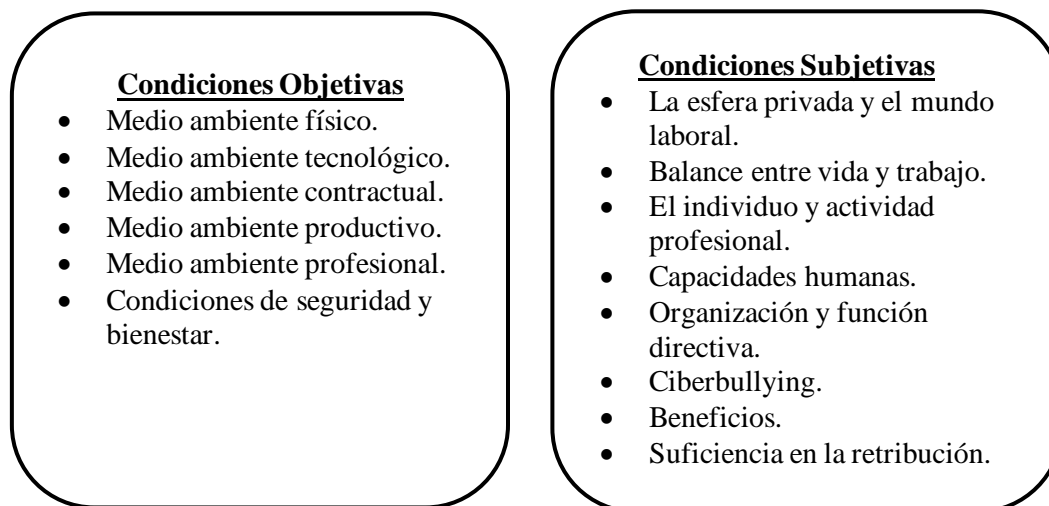 Condiciones Objetivas
• Medio ambiente físico.
• Medio ambiente tecnológico.
• Medio ambiente contractual.
• Medio ambiente productivo.
• Medio ambiente profesional.
• Condiciones de seguridad y
bienestar.
Condiciones Subjetivas
• La esfera privada y el mundo
laboral.
• Balance entre vida y trabajo.
• El individuo y actividad
profesional.
• Capacidades humanas.
• Organización y función
directiva.
• Ciberbullying.
• Beneficios.
• Suficiencia en la retribución.